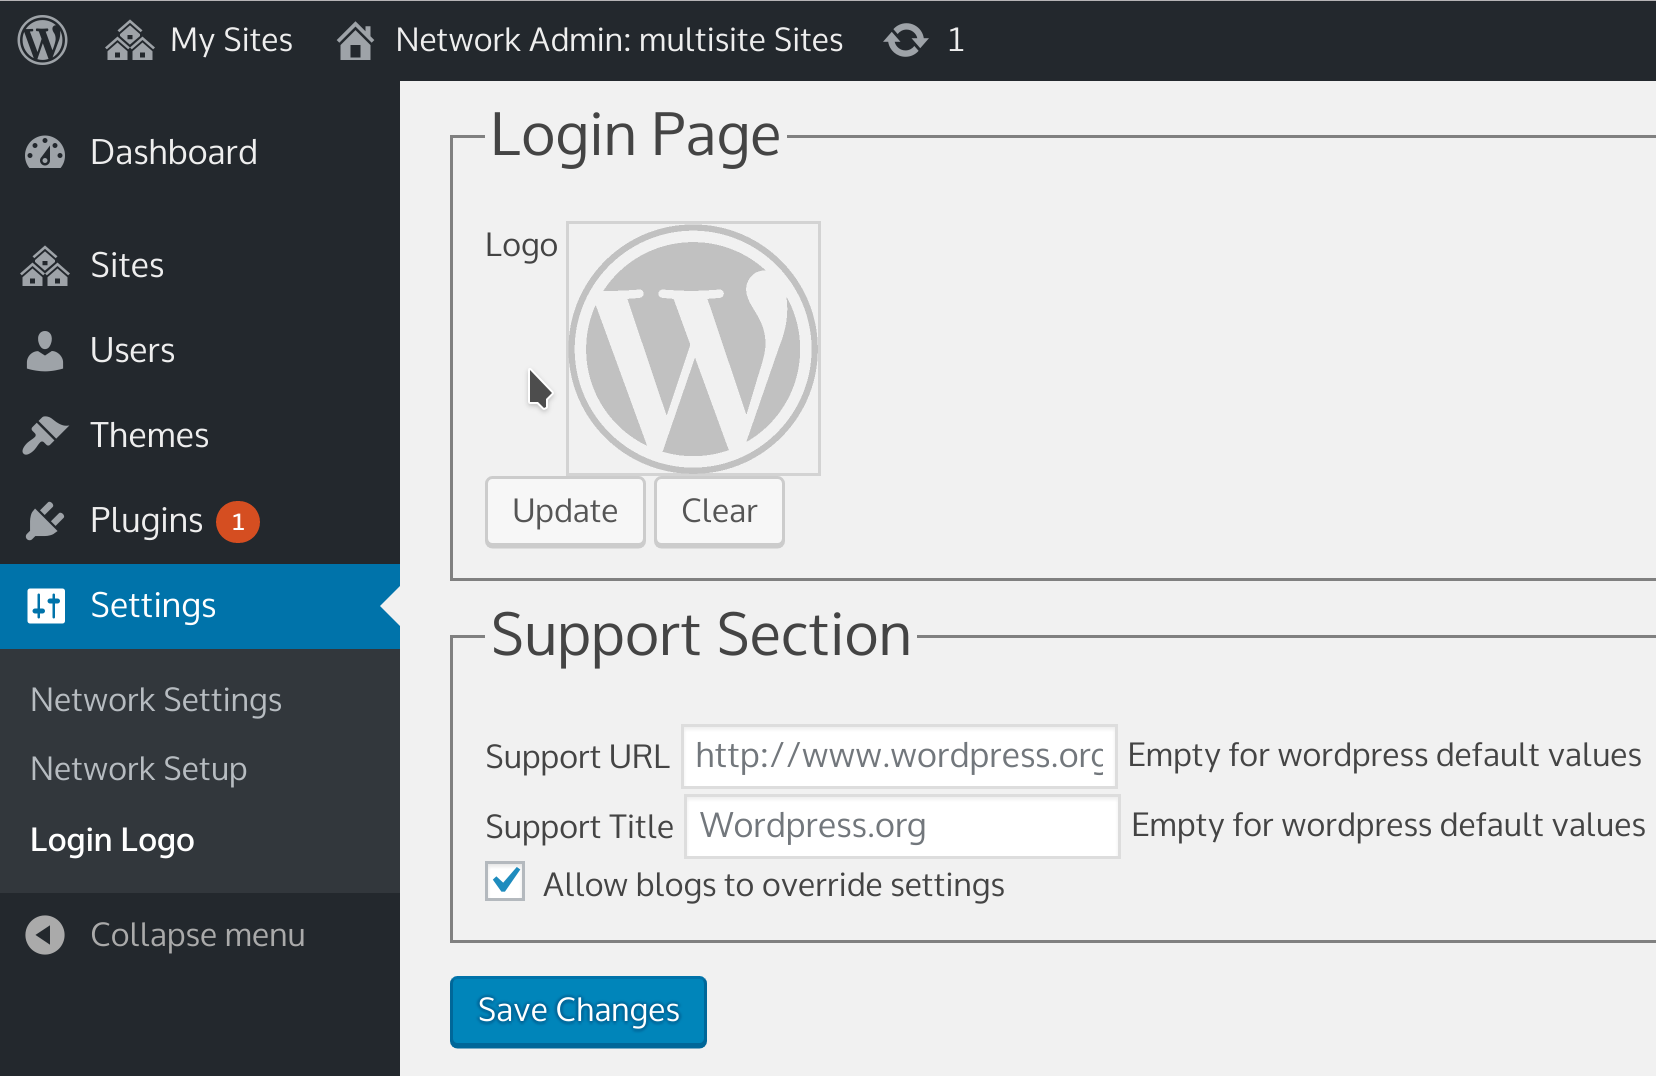 My Sites Network Admin: multisite Sites 1
Dashboard
Sites
Users
Themes
Plugins 1
Settings
Network Settings
Network Setup
Login Logo
Collapse menu
Login Page
Logo
Update Clear
Support Section
Support URL http://www.wordpress.org Empty for wordpress default values
Support Title Wordpress.org Empty for wordpress default values
Allow blogs to override settings
Save Changes